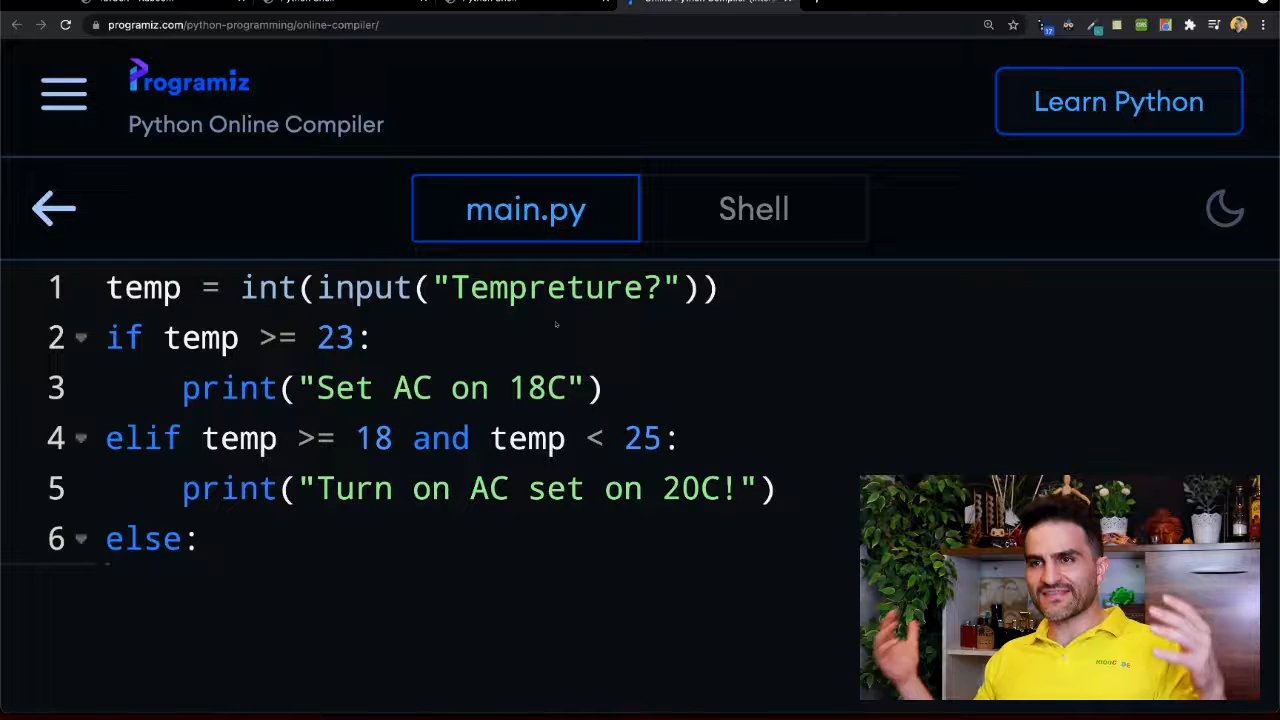 programiz.com/python-programming/online-compiler/
Programiz
Python Online Compiler
Learn Python
main.py
Shell
1 temp = int(input("Tempreture?"))
2 if temp >= 23:
3 print("Set AC on 18C")
4 elif temp >= 18 and temp < 25:
5 print("Turn on AC set on 20C!")
6 else: